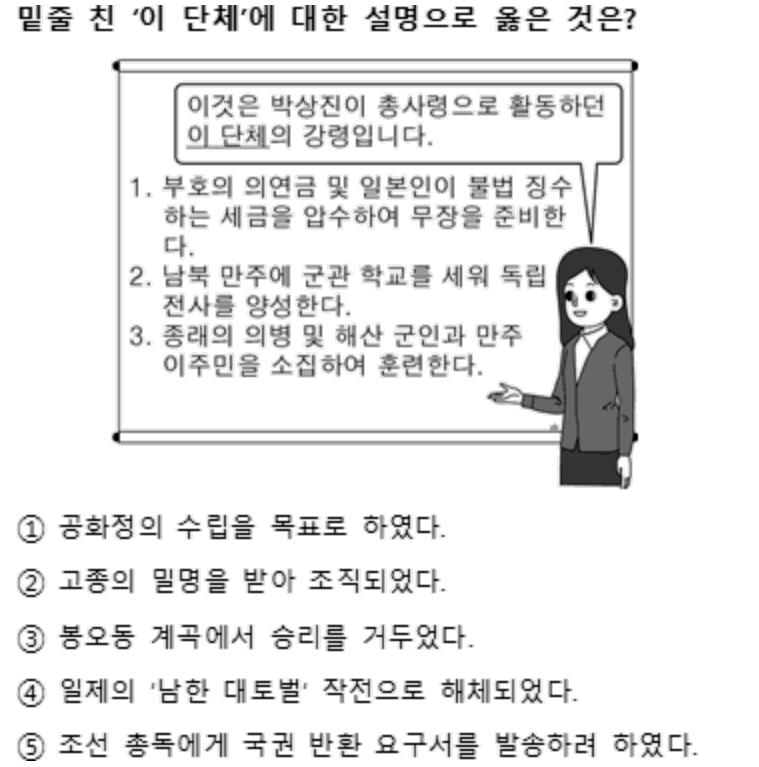 밑줄 친 '이 단체'에 대한 설명으로 옳은 것은?
이것은 박상진이 총사령으로 활동하던
이 단체의 강령입니다.
1. 부호의 의연금 및 일본인이 불법 징수
하는 세금을 압수하여 무장을 준비한
다.
2. 남북 만주에 군관 학교를 세워 독립
전사를 양성한다.
3. 종래의 의병 및 해산 군인과 만주
이주민을 소집하여 훈련한다.
① 공화정의 수립을 목표로 하였다.
② 고종의 밀명을 받아 조직되었다.
③ 봉오동 계곡에서 승리를 거두었다.
④ 일제의 '남한 대토벌' 작전으로 해체되었다.
⑤ 조선 총독에게 국권 반환 요구서를 발송하려 하였다.